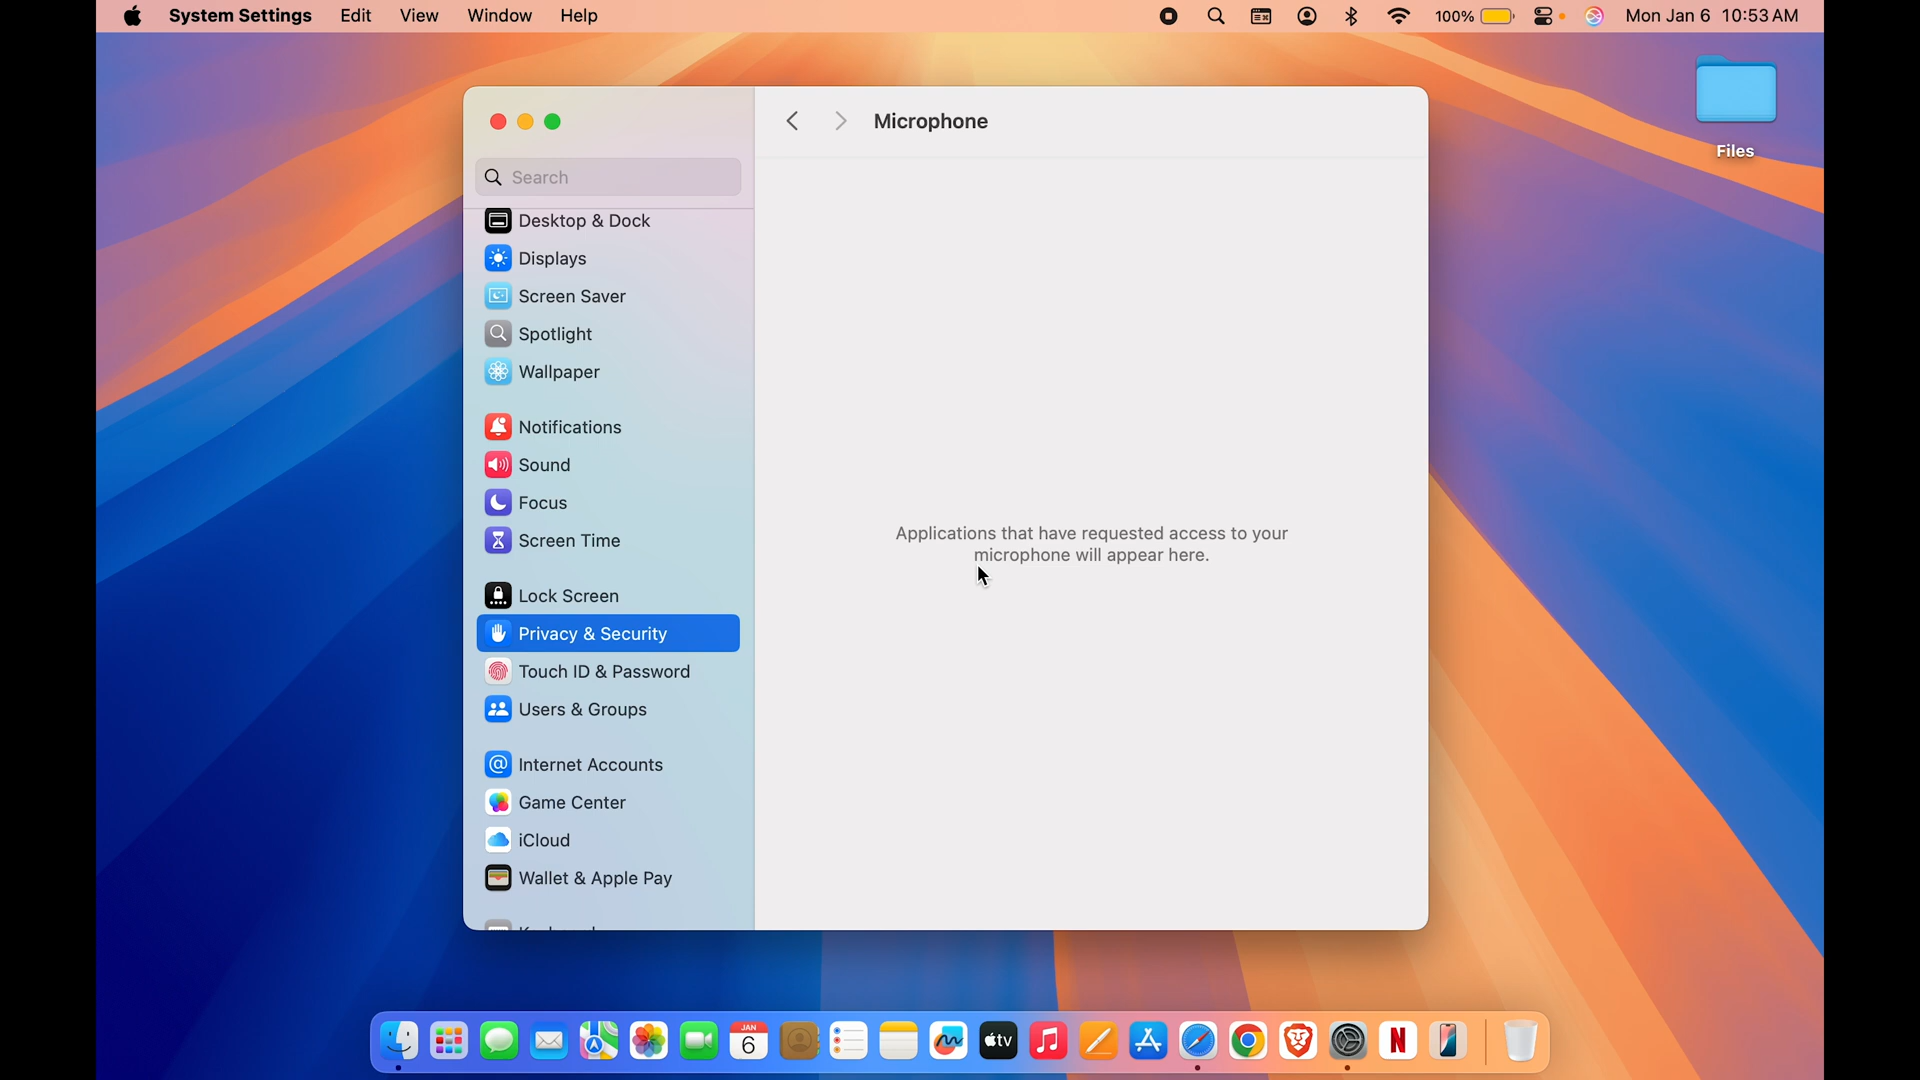 System Settings Edit View Window Help 100% Mon Jan 6 10:53 AM
Files
Microphone
Search
Desktop & Dock
Displays
Screen Saver
Spotlight
Wallpaper
Notifications
Sound
Focus
Screen Time
Lock Screen
Privacy & Security
Touch ID & Password
Users & Groups
Internet Accounts
Game Center
iCloud
Wallet & Apple Pay
Applications that have requested access to your
microphone will appear here.
JAN
6
tv
N